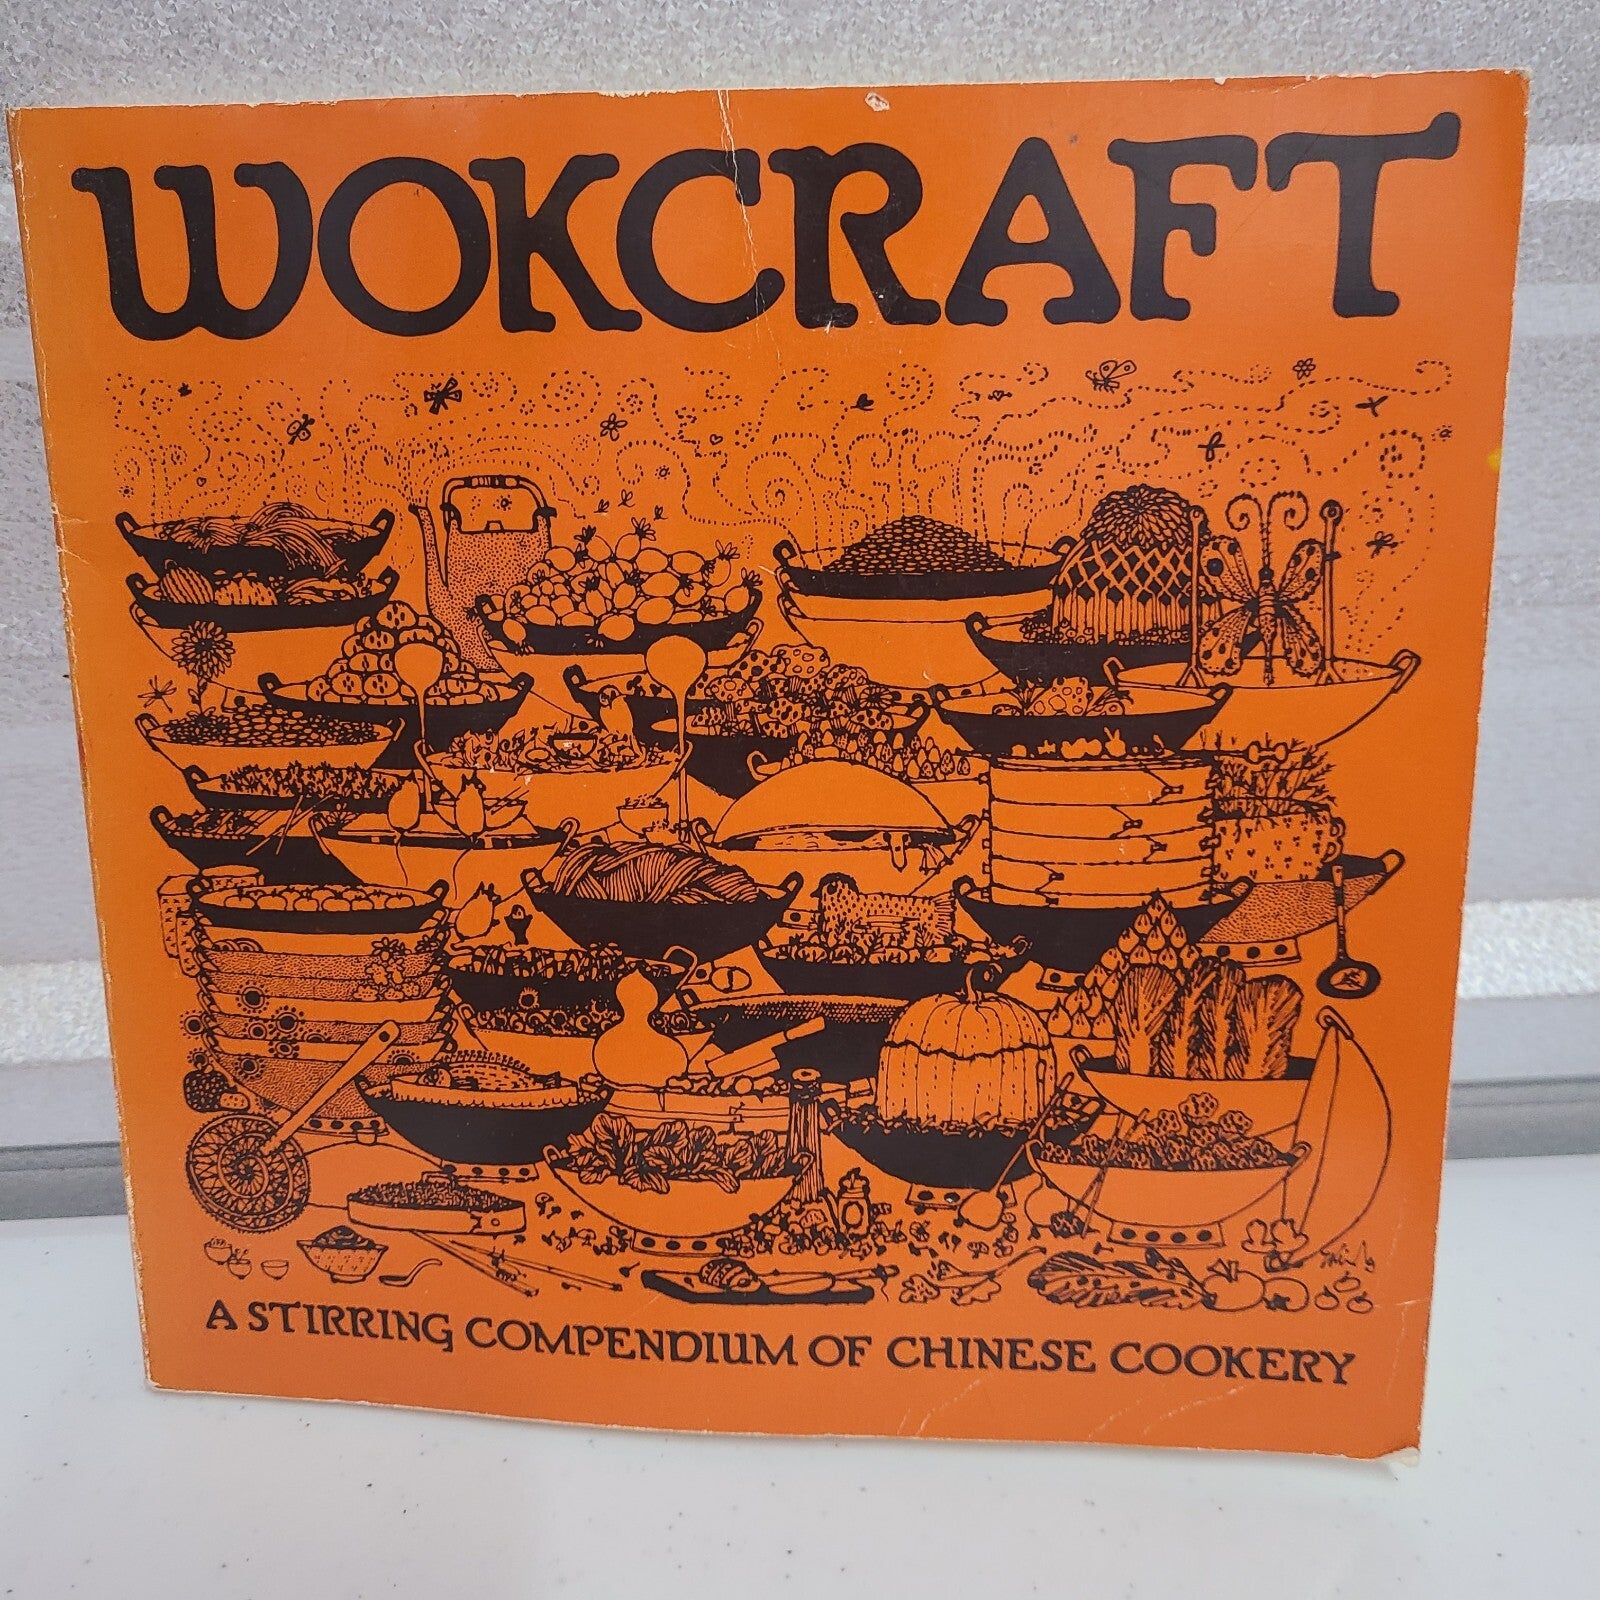 WOKCRAFT
A STIRRING COMPENDIUM OF CHINESE COOKERY